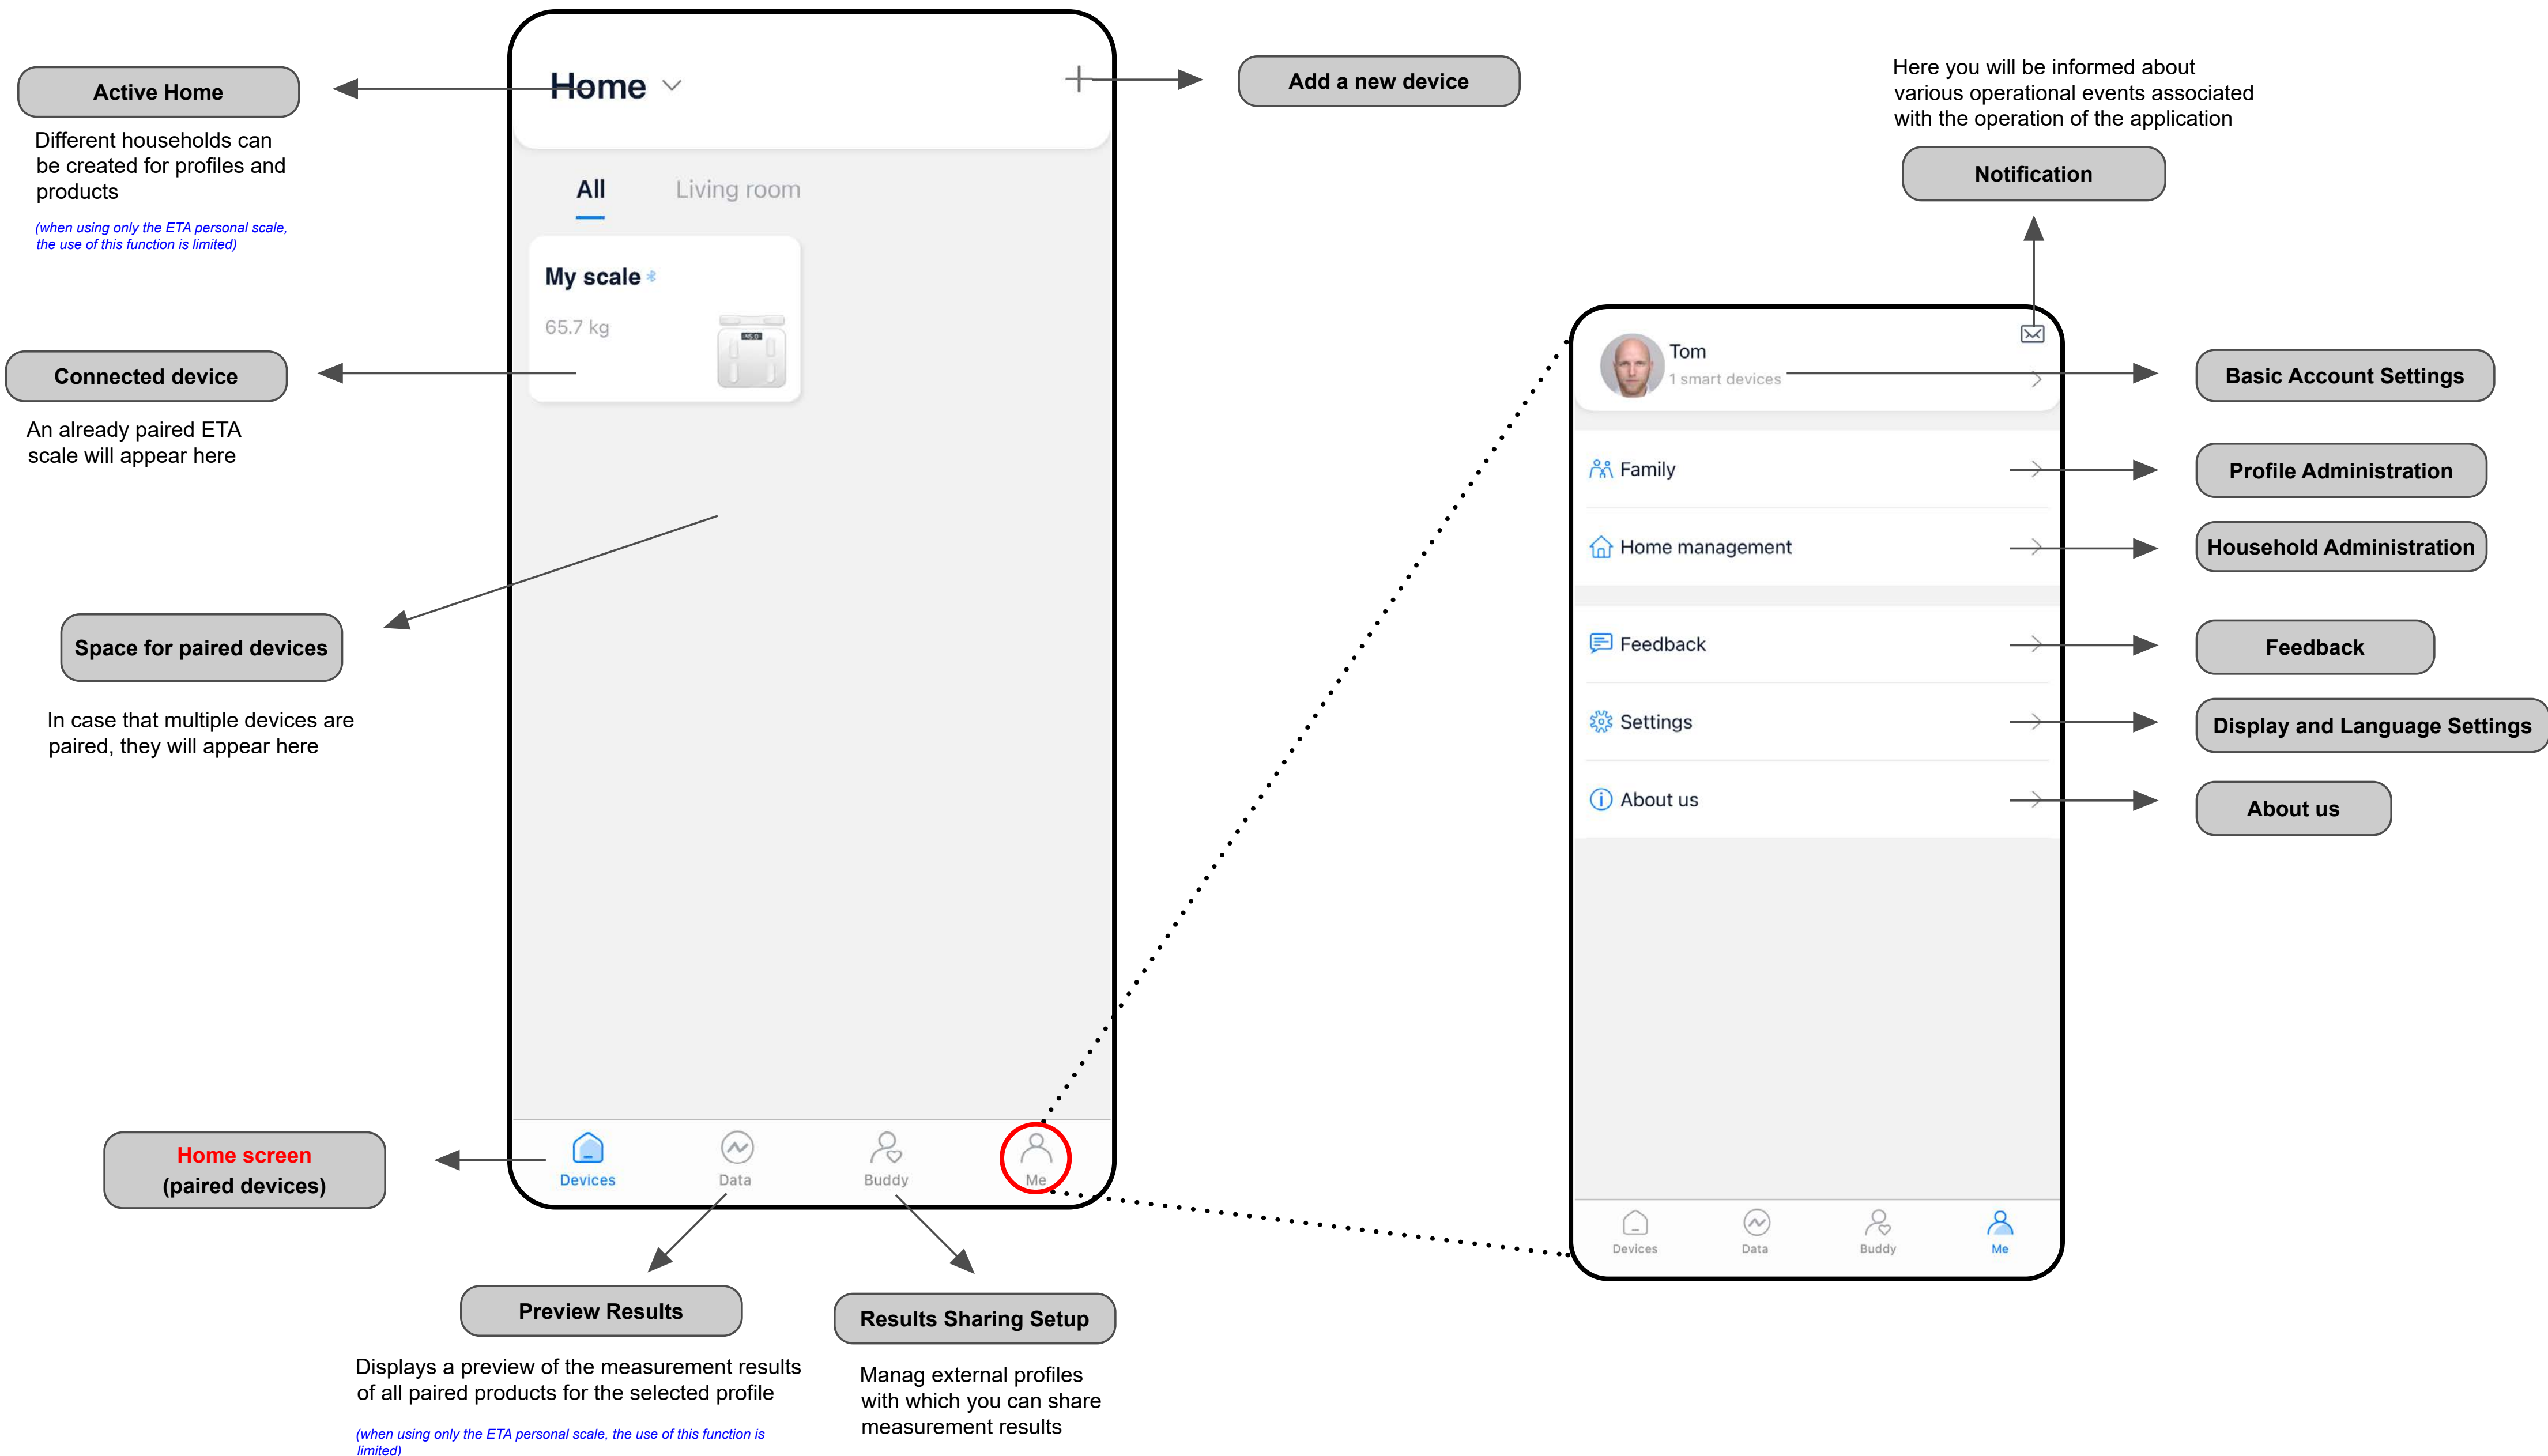 Active Home
Different households can
be created for profiles and
products
(when using only the ETA personal scale,
the use of this function is limited)
Connected device
An already paired ETA
scale will appear here
Space for paired devices
In case that multiple devices are
paired, they will appear here
Home screen
(paired devices)
Home
Add a new device
All
Living room
My scale
65.7 kg
Devices
Data
Buddy
Me
Preview Results
Displays a preview of the measurement results
of all paired products for the selected profile
(when using only the ETA personal scale, the use of this function is
limited)
Results Sharing Setup
Manag external profiles
with which you can share
measurement results
Here you will be informed about
various operational events associated
with the operation of the application
Notification
Tom
1 smart devices
Basic Account Settings
Family
Profile Administration
Home management
Household Administration
Feedback
Feedback
Settings
Display and Language Settings
About us
About us
Devices
Data
Buddy
Me